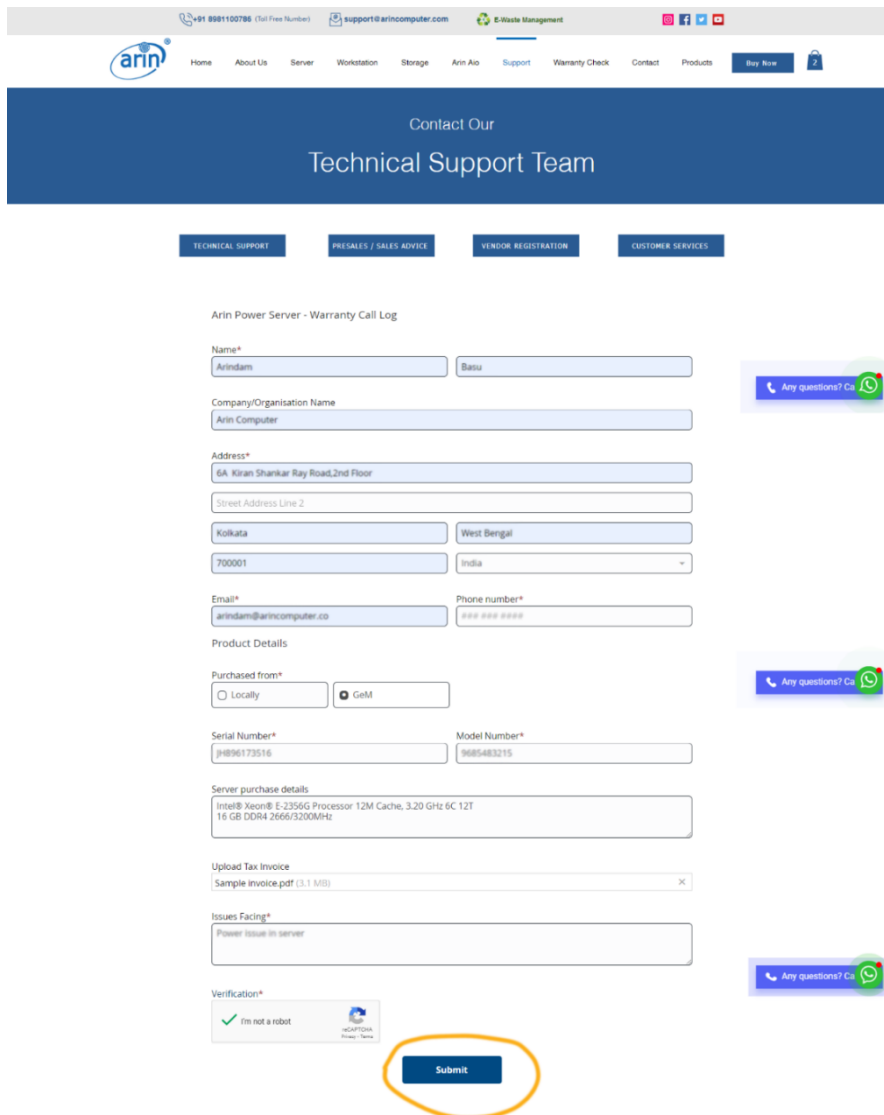 +91 8981100786 (Toll Free Number) support@arincomputer.com E-Waste Management
arin®
Home About Us Server Workstation Storage Arin Aio Support Warranty Check Contact Products Buy Now 2
Contact Our
Technical Support Team
TECHNICAL SUPPORT PRESALES / SALES ADVICE VENDOR REGISTRATION CUSTOMER SERVICES
Arin Power Server - Warranty Call Log
Name*
Arindam Basu
Company/Organisation Name
Arin Computer
Any questions? Ca
Address*
6A Kiran Shankar Ray Road,2nd Floor
Street Address Line 2
Kolkata West Bengal
700001 India
Email* Phone number*
arindam@arincomputer.co ### ### ####
Product Details
Purchased from*
Locally GeM
Any questions? Ca
Serial Number* Model Number*
JH896173516 9685483215
Server purchase details
Intel® Xeon® E-2356G Processor 12M Cache, 3.20 GHz 6C 12T
16 GB DDR4 2666/3200MHz
Upload Tax Invoice
Sample invoice.pdf (3.1 MB) ×
Issues Facing*
Power Issue in server
Any questions? Ca
Verification*
I'm not a robot
reCAPTCHA
Privacy - Terms
Submit